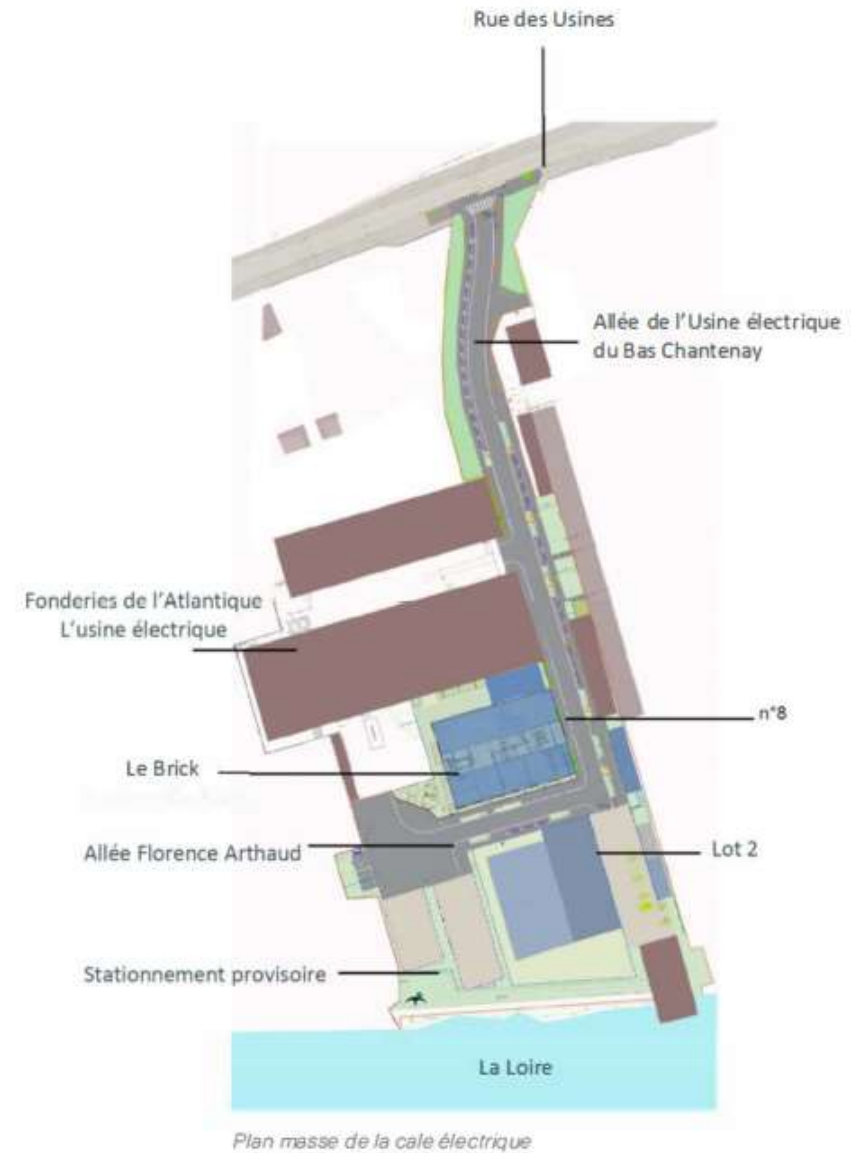 Rue des Usines
Allée de l'Usine électrique
du Bas Chantenay
Fonderies de l'Atlantique
L'usine électrique
n°8
Le Brick
Allée Florence Arthaud
Lot 2
Stationnement provisoire
La Loire
Plan masse de la cale électrique